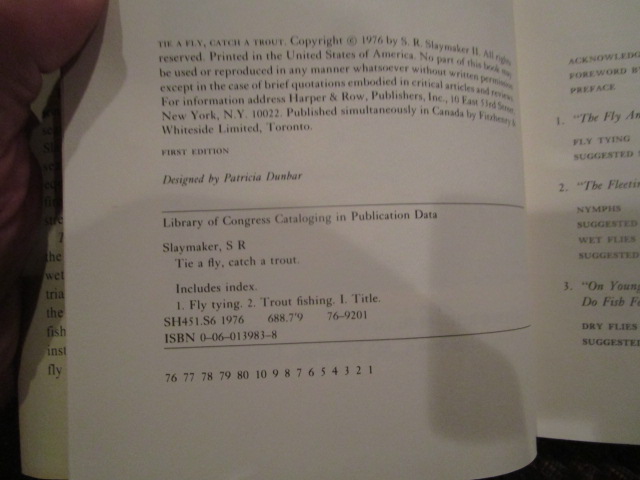 TIE A FLY, CATCH A TROUT. Copyright © 1976 by S. R. Slaymaker II. All rights
reserved. Printed in the United States of America. No part of this book may
be used or reproduced in any manner whatsoever without written permission
except in the case of brief quotations embodied in critical articles and reviews.
For information address Harper & Row, Publishers, Inc., 10 East 53rd Street,
New York, N.Y. 10022. Published simultaneously in Canada by Fitzhenry &
Whiteside Limited, Toronto.
FIRST EDITION
Designed by Patricia Dunbar
Library of Congress Cataloging in Publication Data
Slaymaker, S R
Tie a fly, catch a trout.
Includes index.
1. Fly tying. 2. Trout fishing. I. Title.
SH451.S6 1976 688.7'9 76-9201
ISBN 0-06-013983-8
76 77 78 79 80 10 9 8 7 6 5 4 3 2 1
the
wet
tria
the
fish
inst
fly
ACKNOWLEDG
FOREWORD B
PREFACE
1. "The Fly An
FLY TYING
SUGGESTED
2. "The Fleetin
NYMPHS
SUGGESTED
WET FLIES
SUGGESTED
3. "On Young
Do Fish F
DRY FLIES
SUGGESTE